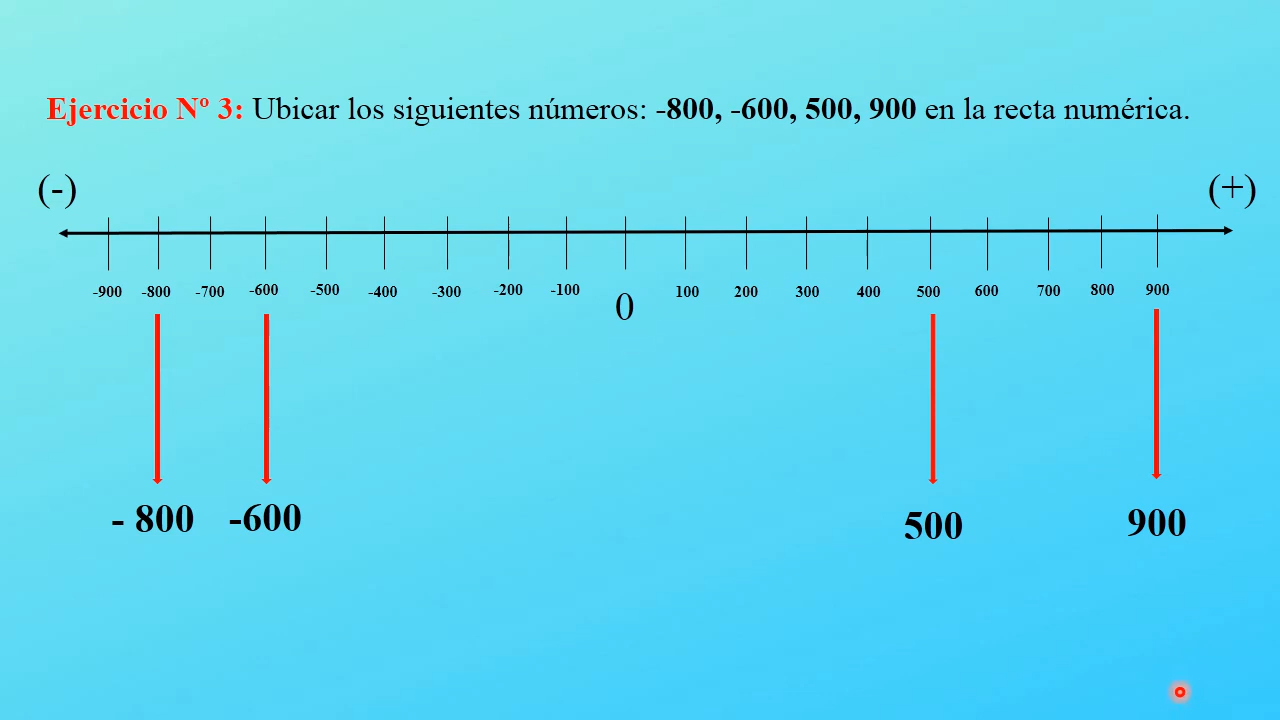 Ejercicio Nº 3: Ubicar los siguientes números: -800, -600, 500, 900 en la recta numérica.
(-) (+)
-900 -800 -700 -600 -500 -400 -300 -200 -100 0 100 200 300 400 500 600 700 800 900
- 800 -600 500 900